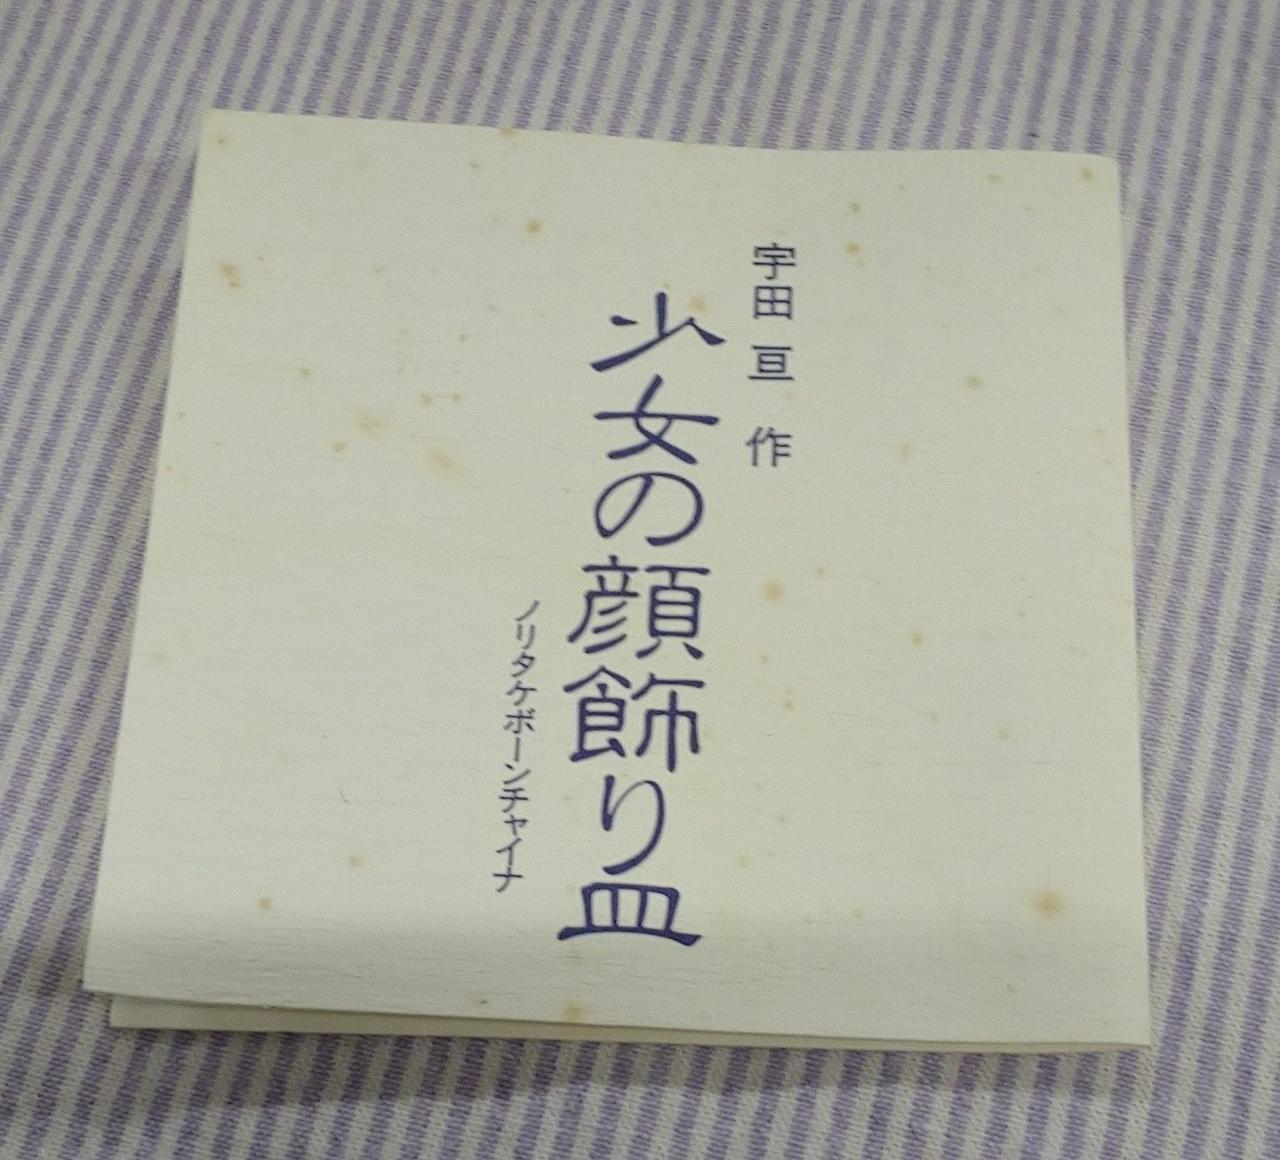 宇田 亘 作
少女の顔飾り皿
ノリタケボーンチャイナ